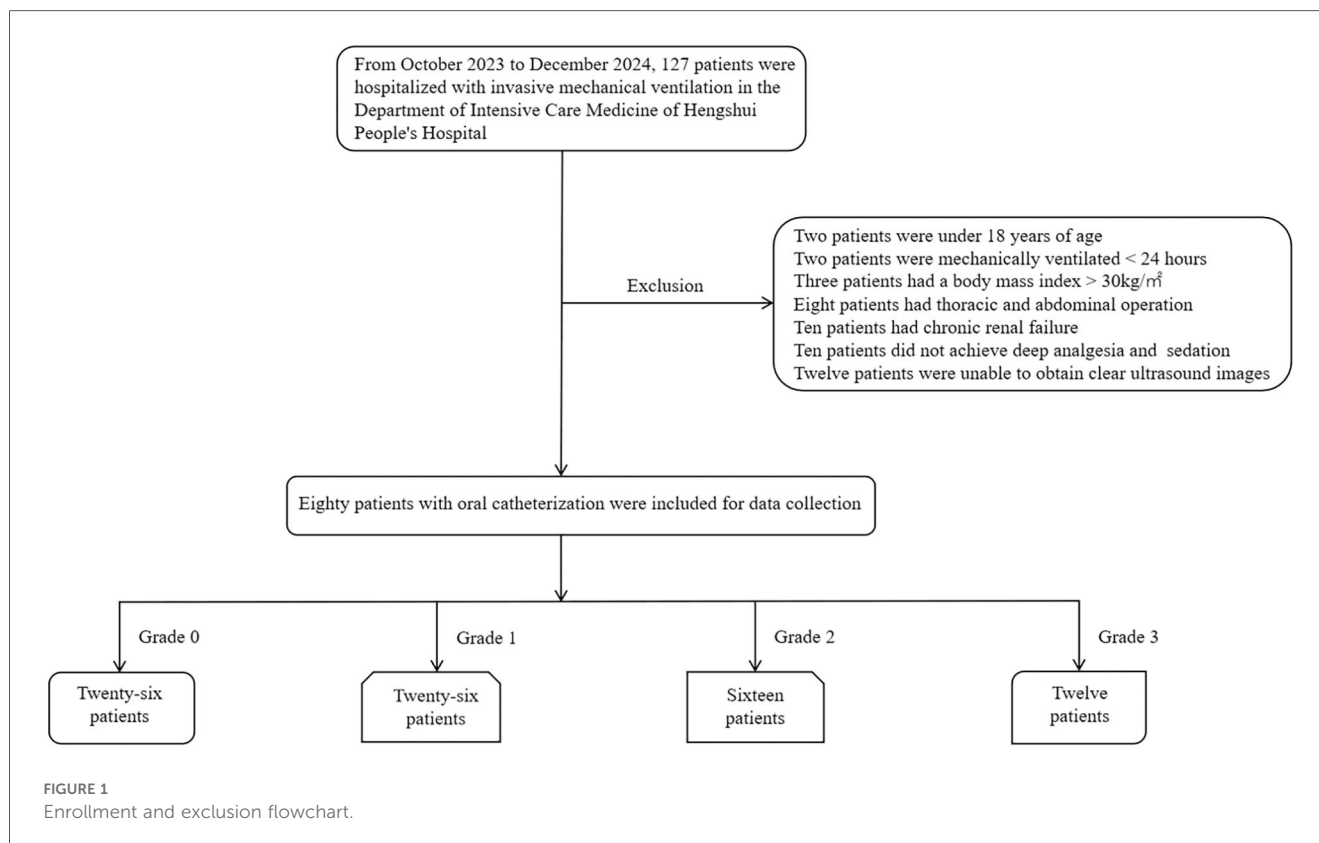 From October 2023 to December 2024, 127 patients were
hospitalized with invasive mechanical ventilation in the
Department of Intensive Care Medicine of Hengshui
People's Hospital
Two patients were under 18 years of age
Two patients were mechanically ventilated < 24 hours
Three patients had a body mass index > 30kg/㎡
Eight patients had thoracic and abdominal operation
Ten patients had chronic renal failure
Ten patients did not achieve deep analgesia and sedation
Twelve patients were unable to obtain clear ultrasound images
Exclusion
Eighty patients with oral catheterization were included for data collection
Grade 0
Grade 1
Grade 2
Grade 3
Twenty-six
patients
Twenty-six
patients
Sixteen
patients
Twelve
patients
FIGURE 1
Enrollment and exclusion flowchart.